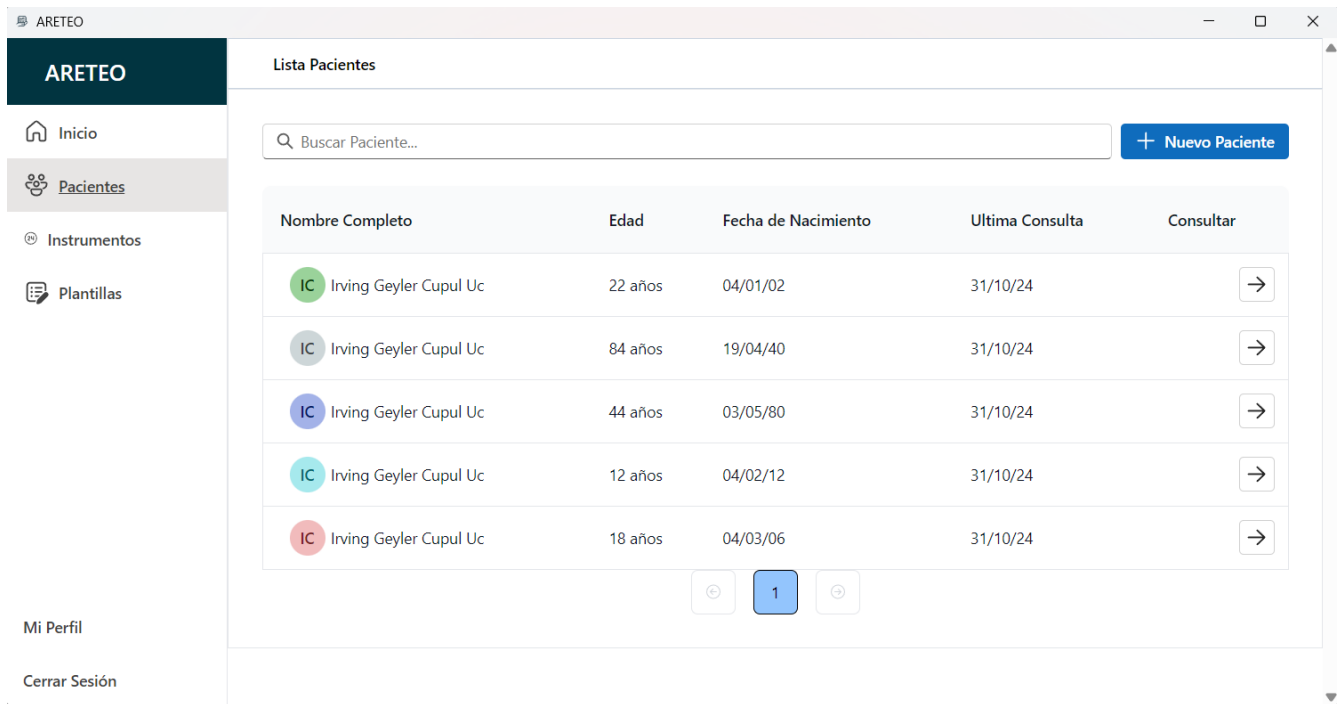 ARETEO
ARETEO
Lista Pacientes
Inicio
Pacientes
Instrumentos
Plantillas
Mi Perfil
Cerrar Sesión
Buscar Paciente...
Nuevo Paciente
Nombre Completo Edad Fecha de Nacimiento Ultima Consulta Consultar
IC Irving Geyler Cupul Uc 22 años 04/01/02 31/10/24
IC Irving Geyler Cupul Uc 84 años 19/04/40 31/10/24
IC Irving Geyler Cupul Uc 44 años 03/05/80 31/10/24
IC Irving Geyler Cupul Uc 12 años 04/02/12 31/10/24
IC Irving Geyler Cupul Uc 18 años 04/03/06 31/10/24
1